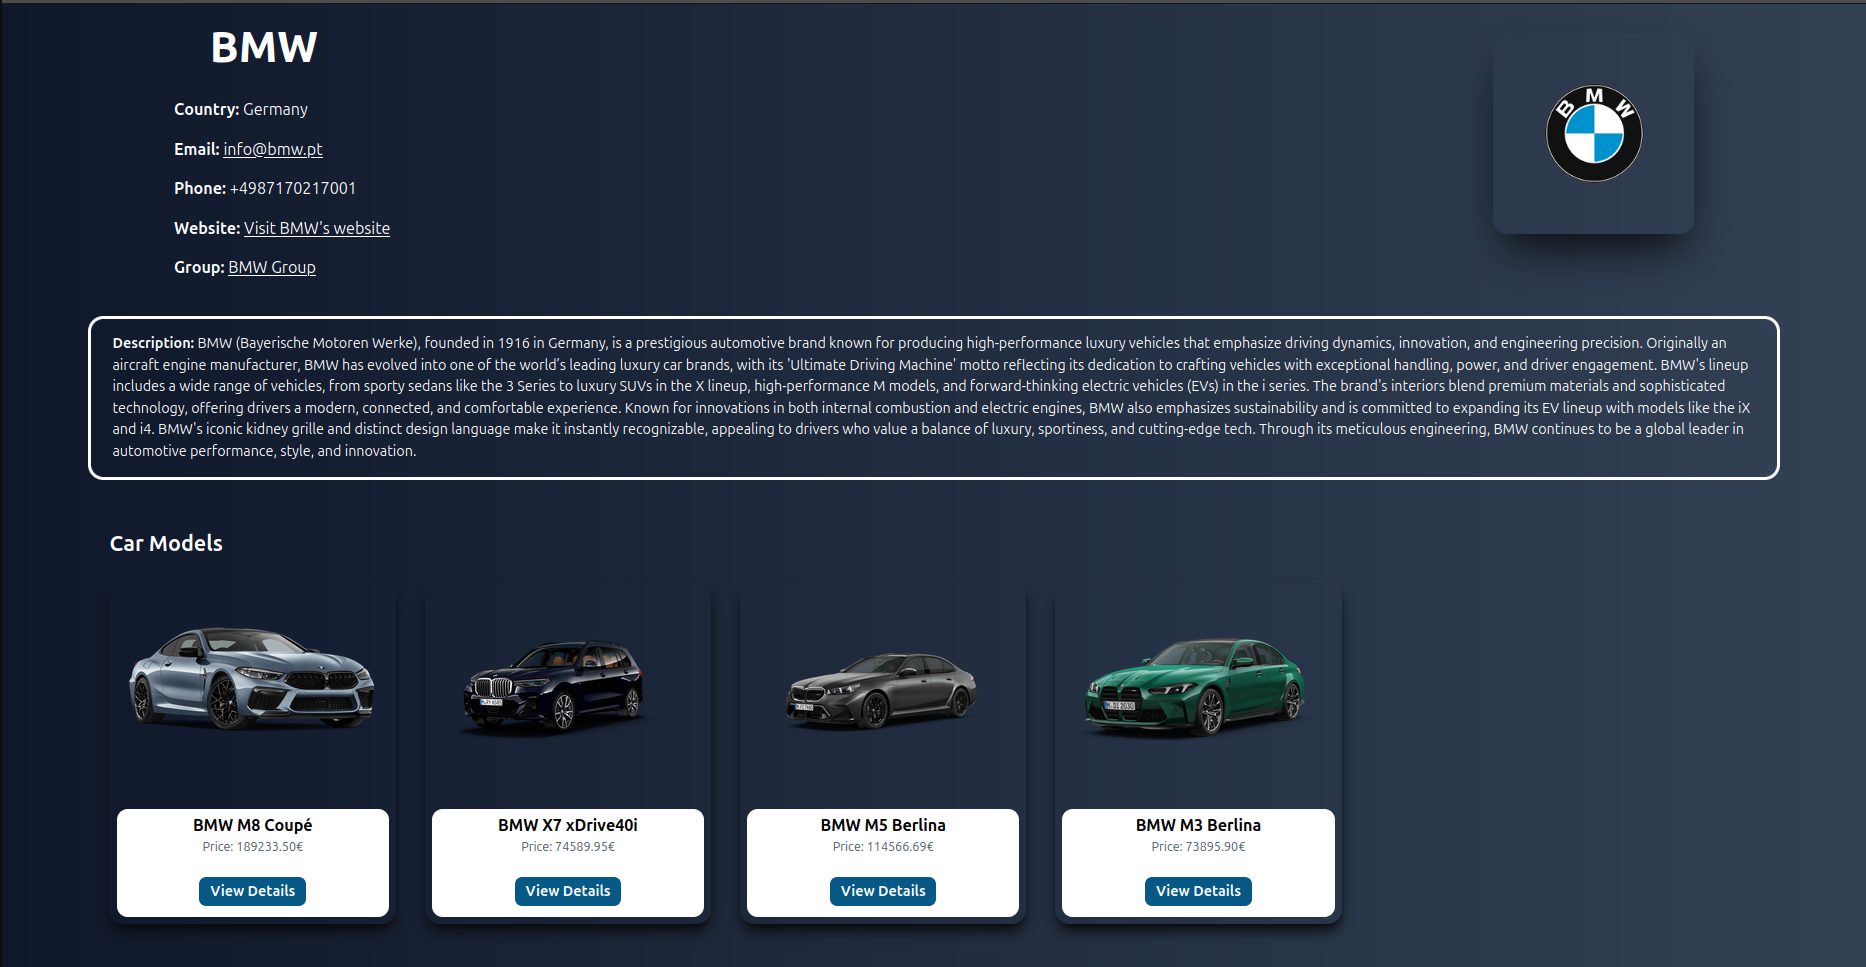 BMW
BMW
Country: Germany
Email: info@bmw.pt
Phone: +4987170217001
Website: Visit BMW's website
Group: BMW Group
Description: BMW (Bayerische Motoren Werke), founded in 1916 in Germany, is a prestigious automotive brand known for producing high-performance luxury vehicles that emphasize driving dynamics, innovation, and engineering precision. Originally an
aircraft engine manufacturer, BMW has evolved into one of the world’s leading luxury car brands, with its 'Ultimate Driving Machine' motto reflecting its dedication to crafting vehicles with exceptional handling, power, and driver engagement. BMW's lineup
includes a wide range of vehicles, from sporty sedans like the 3 Series to luxury SUVs in the X lineup, high-performance M models, and forward-thinking electric vehicles (EVs) in the i series. The brand's interiors blend premium materials and sophisticated
technology, offering drivers a modern, connected, and comfortable experience. Known for innovations in both internal combustion and electric engines, BMW also emphasizes sustainability and is committed to expanding its EV lineup with models like the iX
and i4. BMW's iconic kidney grille and distinct design language make it instantly recognizable, appealing to drivers who value a balance of luxury, sportiness, and cutting-edge tech. Through its meticulous engineering, BMW continues to be a global leader in
automotive performance, style, and innovation.
Car Models
BMW M8 Coupé
Price: 189233.50€
View Details
BMW X7 xDrive40i
Price: 74589.95€
View Details
BMW M5 Berlina
Price: 114566.69€
View Details
BMW M3 Berlina
Price: 73895.90€
View Details